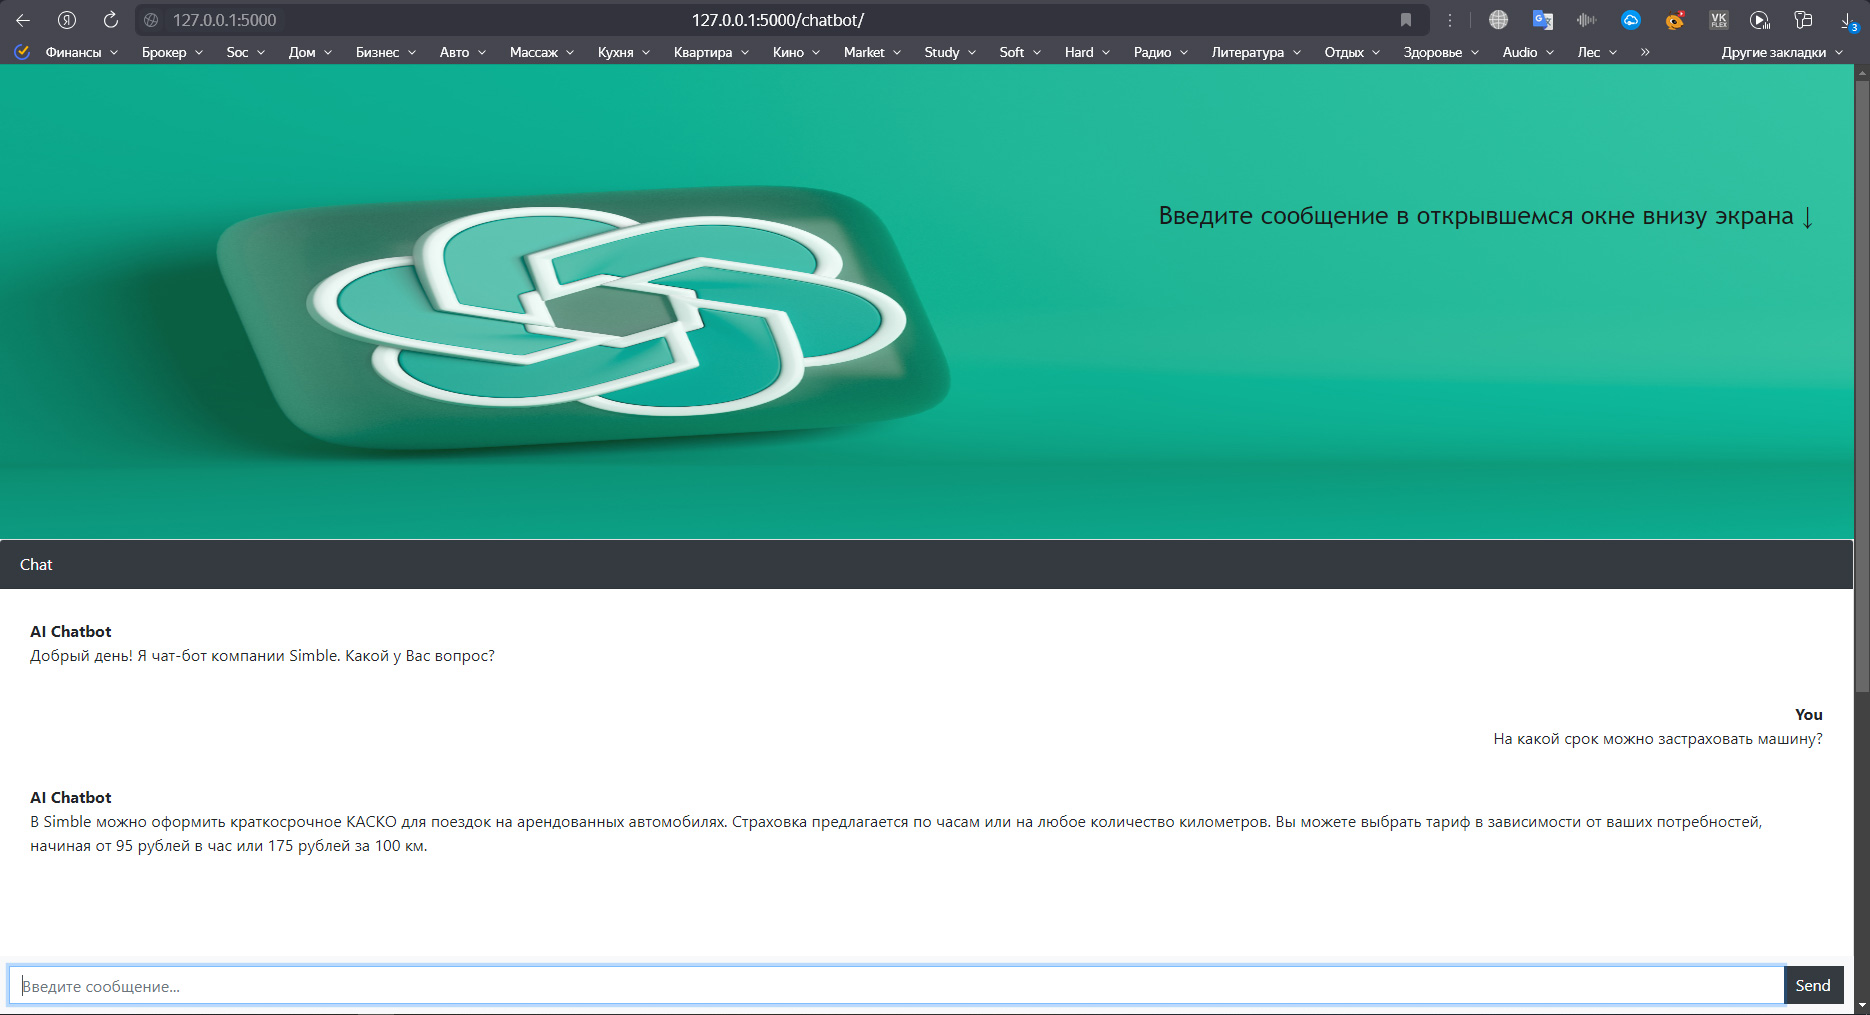 127.0.0.1:5000
127.0.0.1:5000/chatbot/
VK
FLEX
3
Финансы
Брокер
Soc
Дом
Бизнес
Авто
Массаж
Кухня
Квартира
Кино
Market
Study
Soft
Hard
Радио
Литература
Отдых
Здоровье
Audio
Лес
»
Другие закладки
Введите сообщение в открывшемся окне внизу экрана ↓
Chat
AI Chatbot
Добрый день! Я чат-бот компании Simble. Какой у Вас вопрос?
You
На какой срок можно застраховать машину?
AI Chatbot
В Simble можно оформить краткосрочное КАСКО для поездок на арендованных автомобилях. Страховка предлагается по часам или на любое количество километров. Вы можете выбрать тариф в зависимости от ваших потребностей,
начиная от 95 рублей в час или 175 рублей за 100 км.
Введите сообщение...
Send